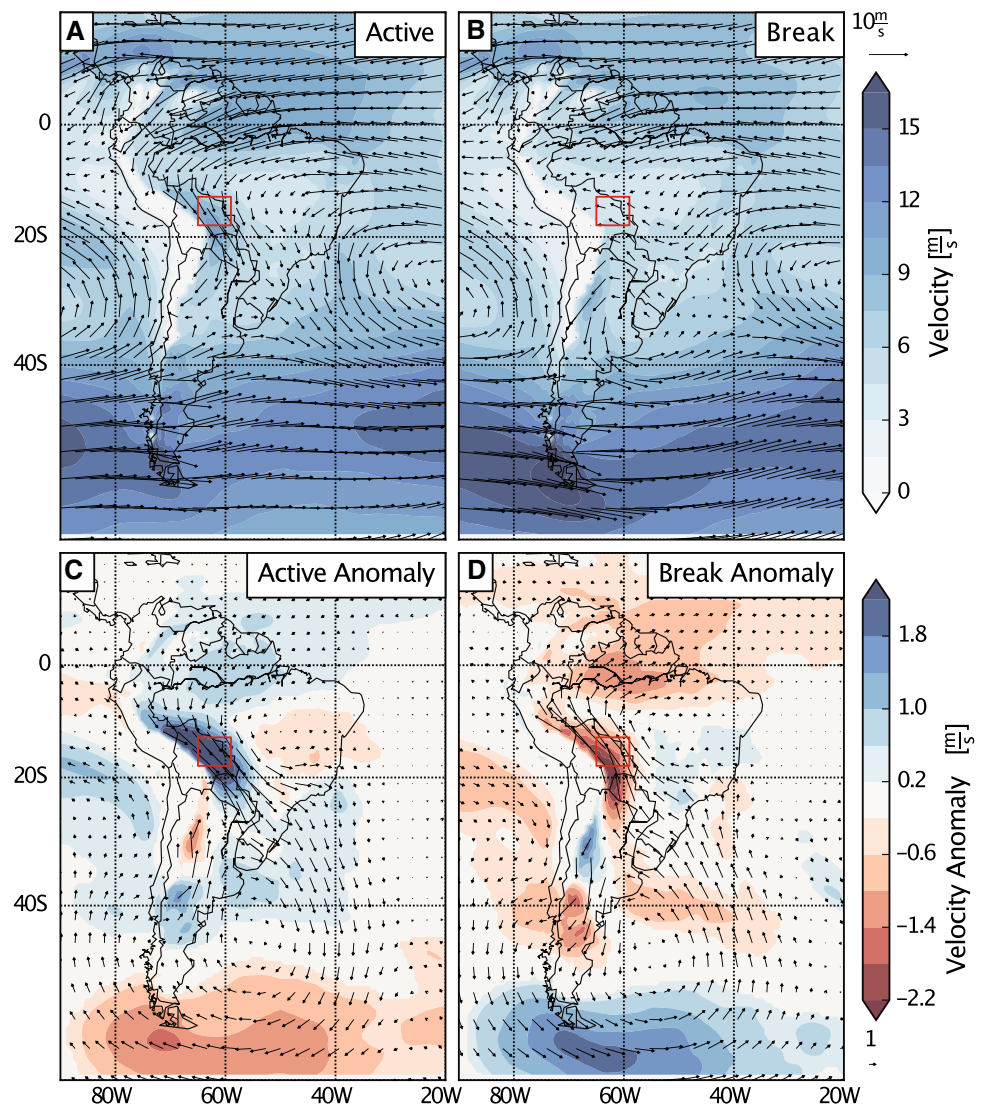 A
Active
B
Break
10 m/s
0
20S
40S
15
12
9
6
3
0
Velocity [m/s]
C
Active Anomaly
D
Break Anomaly
0
20S
40S
1.8
1.0
0.2
−0.6
−1.4
−2.2
Velocity Anomaly [m/s]
1
80W 60W 40W 20W 80W 60W 40W 20W